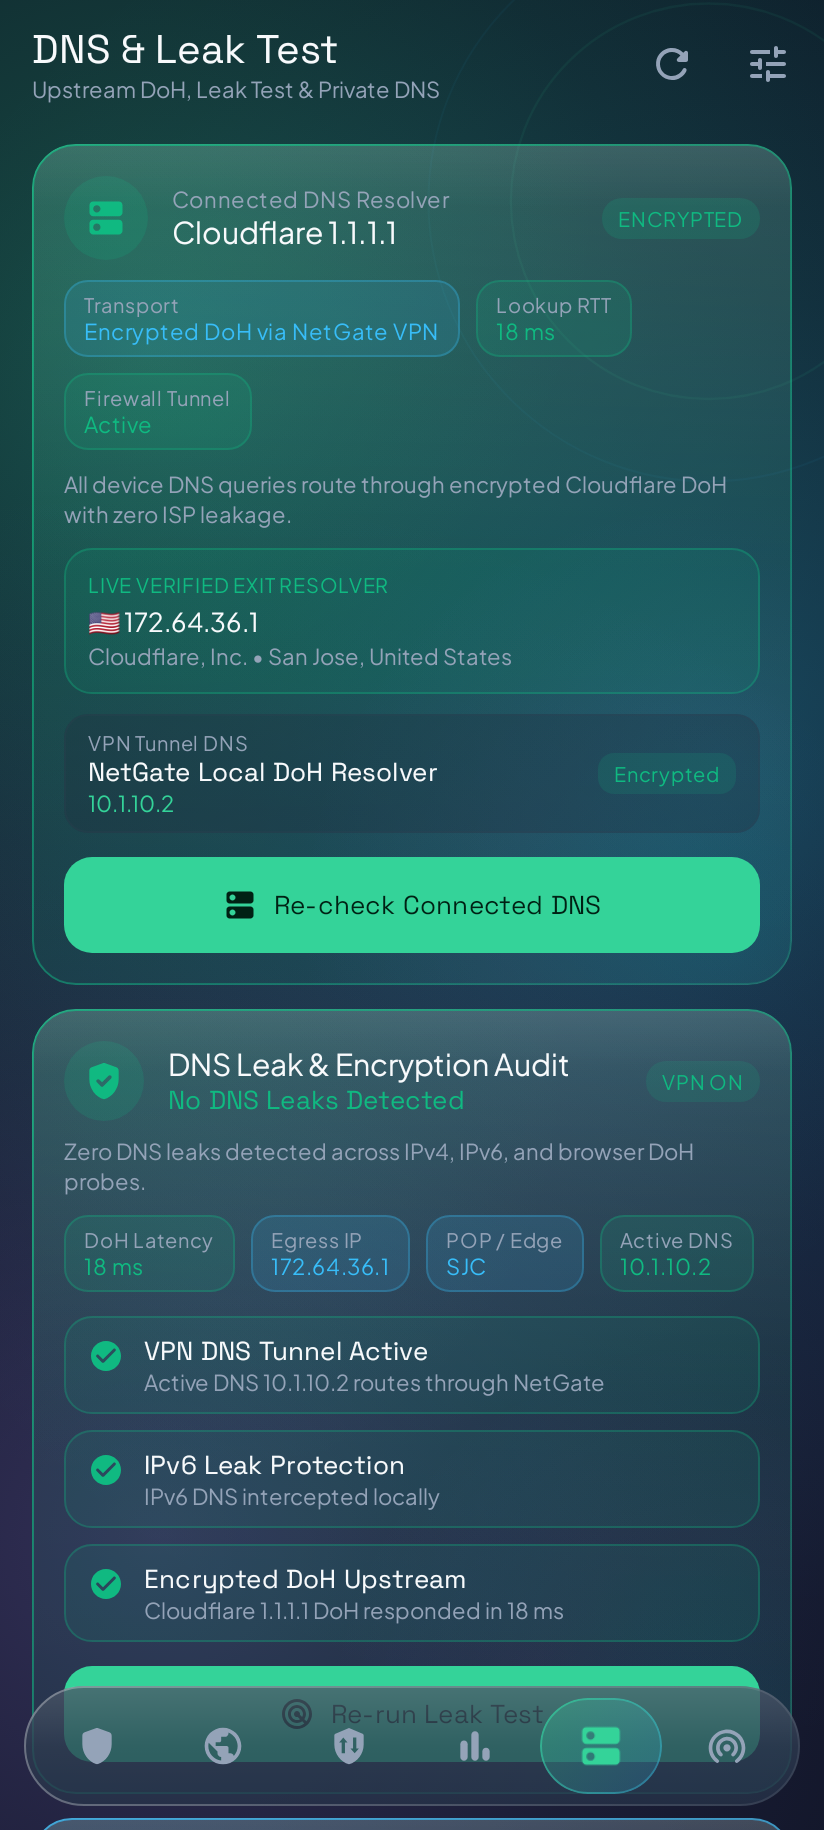 DNS & Leak Test
Upstream DoH, Leak Test & Private DNS
Connected DNS Resolver
Cloudflare 1.1.1.1
ENCRYPTED
Transport
Encrypted DoH via NetGate VPN
Lookup RTT
18 ms
Firewall Tunnel
Active
All device DNS queries route through encrypted Cloudflare DoH
with zero ISP leakage.
LIVE VERIFIED EXIT RESOLVER
🇺🇸 172.64.36.1
Cloudflare, Inc. • San Jose, United States
VPN Tunnel DNS
NetGate Local DoH Resolver
10.1.10.2
Encrypted
Re-check Connected DNS
DNS Leak & Encryption Audit
No DNS Leaks Detected
VPN ON
Zero DNS leaks detected across IPv4, IPv6, and browser DoH
probes.
DoH Latency
18 ms
Egress IP
172.64.36.1
POP / Edge
SJC
Active DNS
10.1.10.2
VPN DNS Tunnel Active
Active DNS 10.1.10.2 routes through NetGate
IPv6 Leak Protection
IPv6 DNS intercepted locally
Encrypted DoH Upstream
Cloudflare 1.1.1.1 DoH responded in 18 ms
Re-run Leak Test